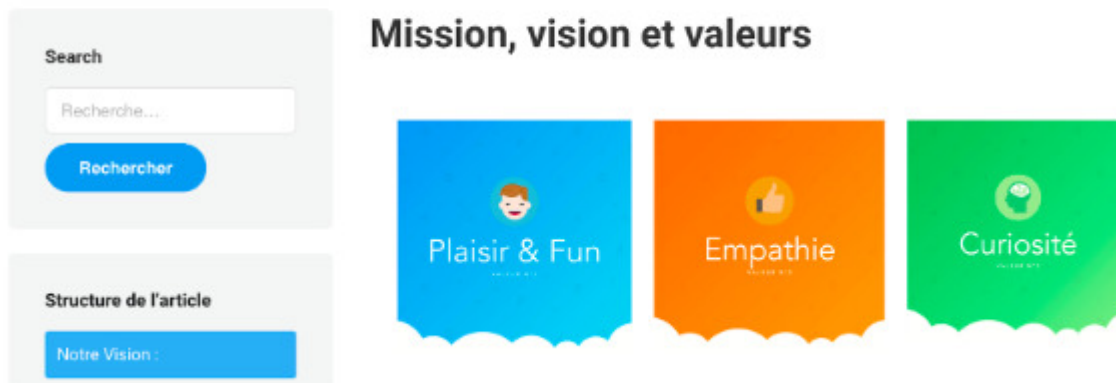 Search
Recherche...
Rechercher
Structure de l'article
Notre Vision :
Mission, vision et valeurs
Plaisir & Fun
Empathie
Curiosité